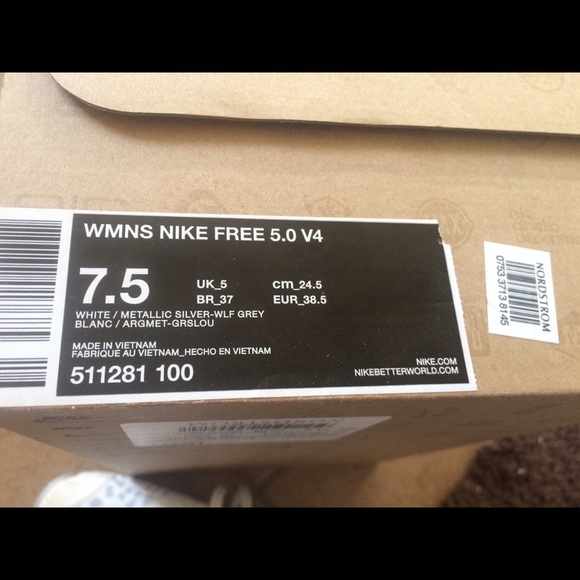 WMNS NIKE FREE 5.0 V4
7.5 UK_5 cm_24.5
BR_37 EUR_38.5
WHITE / METALLIC SILVER-WLF GREY
BLANC / ARGMET-GRSLOU
MADE IN VIETNAM
FABRIQUE AU VIETNAM_HECHO EN VIETNAM
511281 100
NIKE.COM
NIKEBETTERWORLD.COM
NORDSTROM
0753 3713 8145